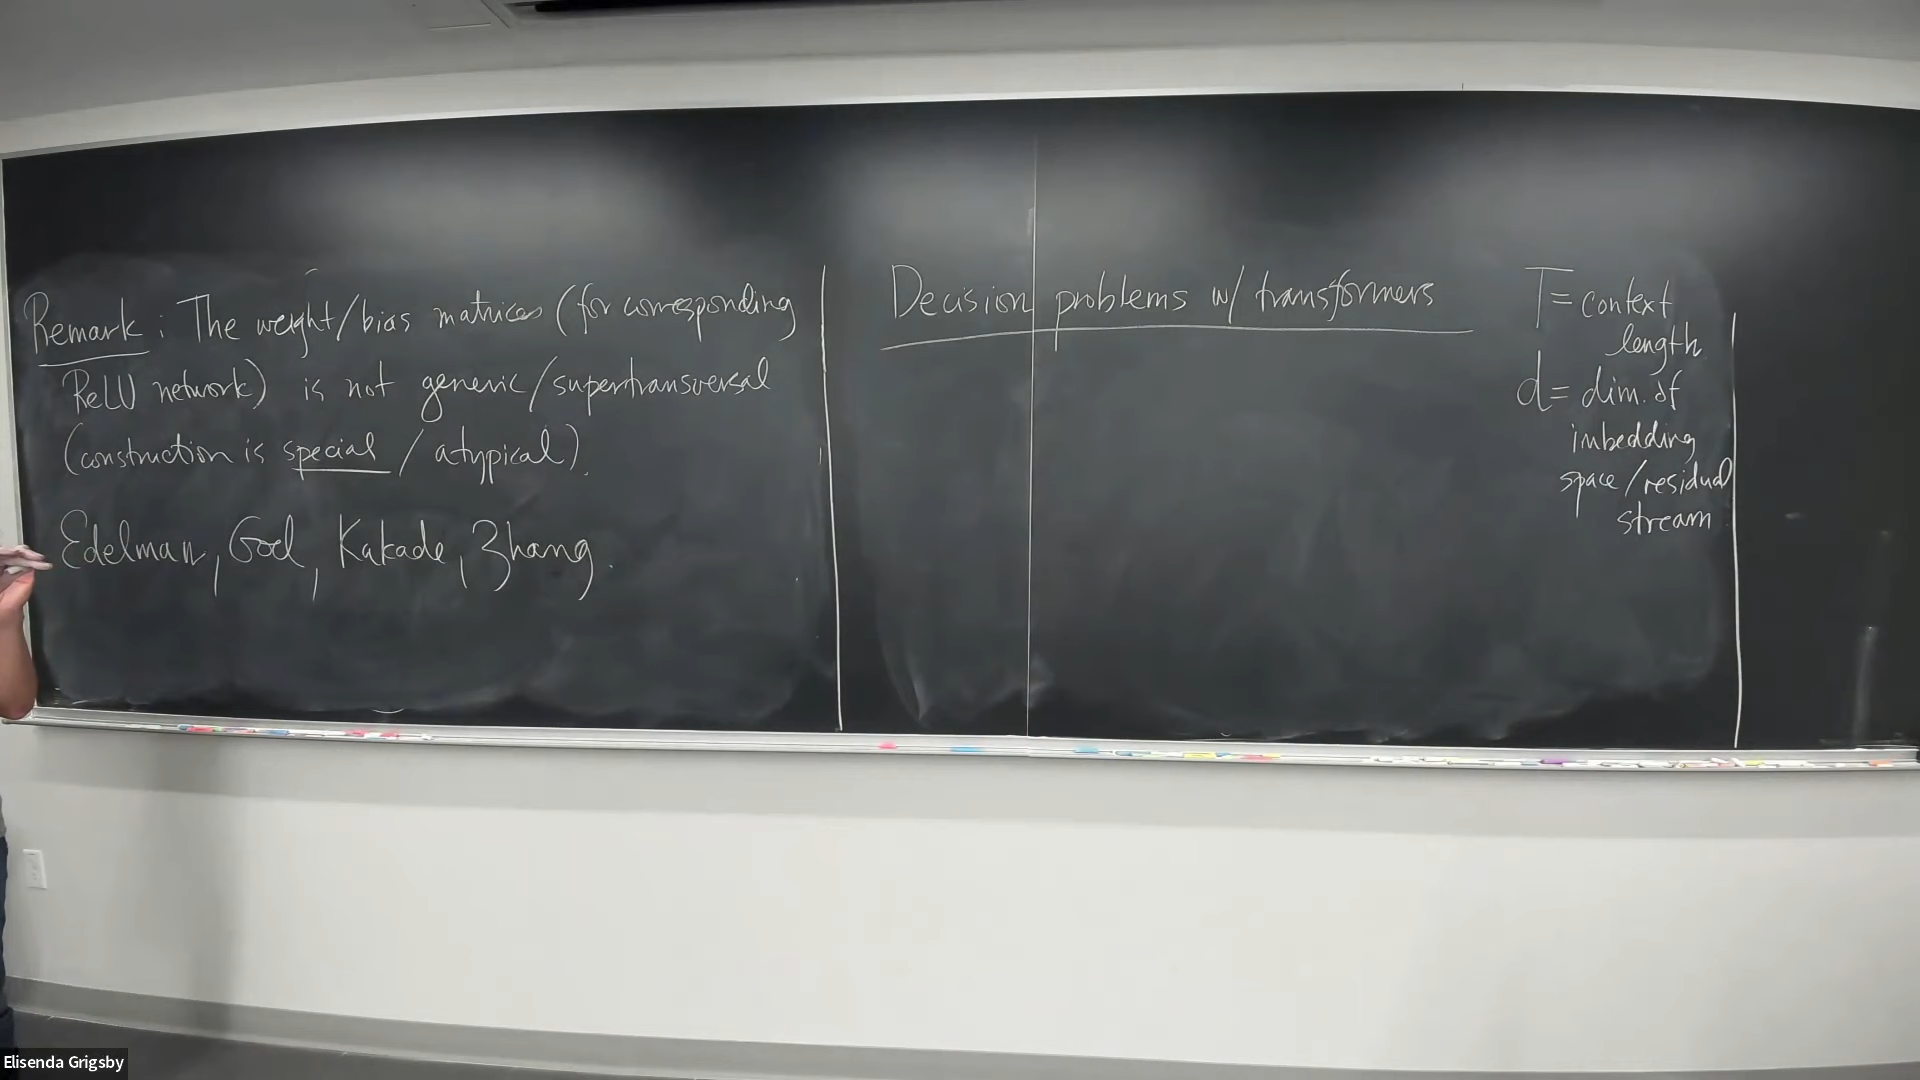 Remark: The weight/bias matrices (for corresponding
ReLU network) is not generic/supertransversal
(construction is special / atypical).
Edelman, Goel, Kakade, Zhang.
Decision problems w/ transformers
T = context
length
d = dim. of
imbedding
space/residual
stream
Elisenda Grigsby